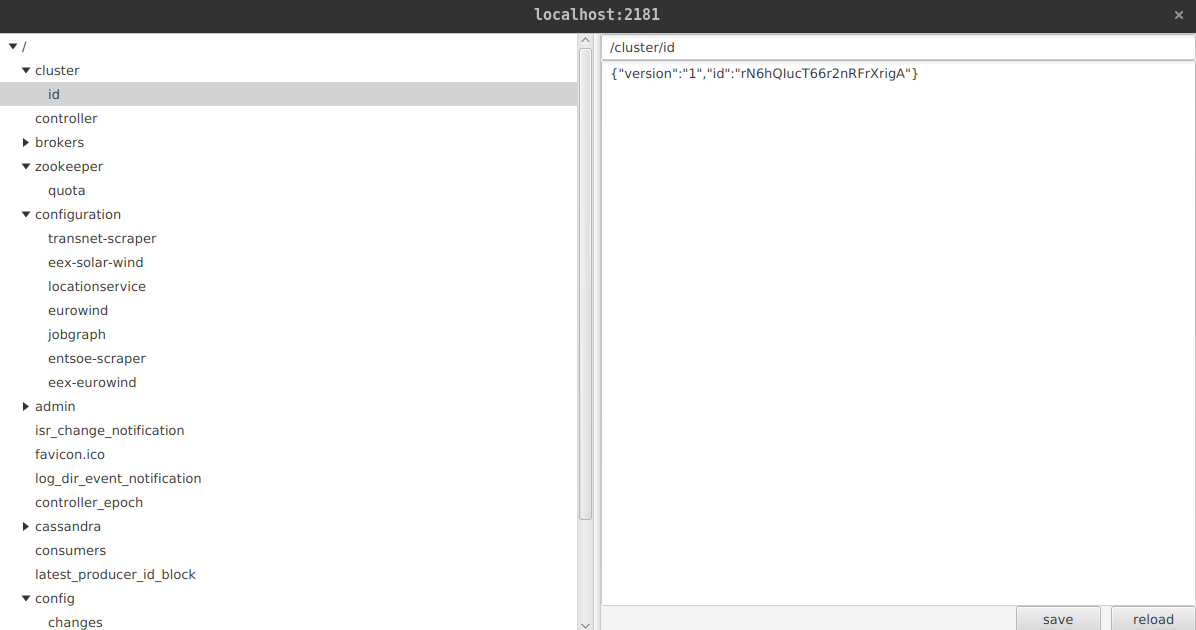 localhost:2181
/
cluster
id
controller
brokers
zookeeper
quota
configuration
transnet-scraper
eex-solar-wind
locationservice
eurowind
jobgraph
entsoe-scraper
eex-eurowind
admin
isr_change_notification
favicon.ico
log_dir_event_notification
controller_epoch
cassandra
consumers
latest_producer_id_block
config
changes
/cluster/id
{"version":"1","id":"rN6hQIucT66r2nRFrXrigA"}
save
reload